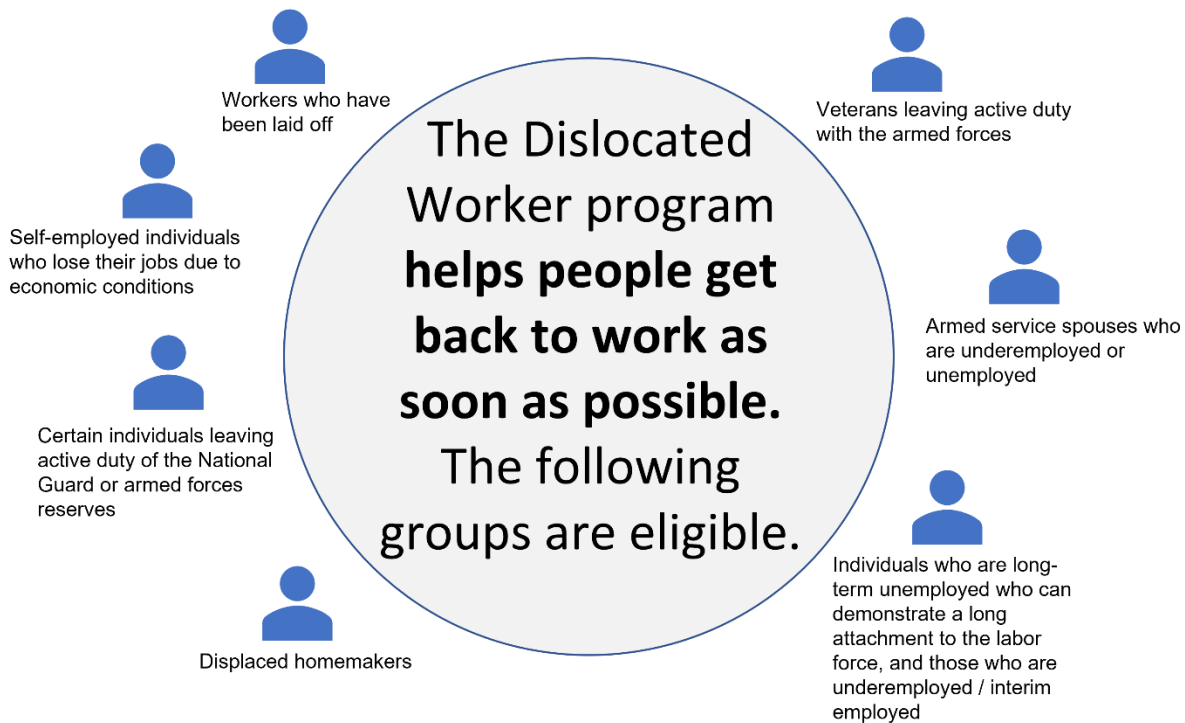 The Dislocated
Worker program
helps people get
back to work as
soon as possible.
The following
groups are eligible.
Workers who have
been laid off
Self-employed individuals
who lose their jobs due to
economic conditions
Certain individuals leaving
active duty of the National
Guard or armed forces
reserves
Displaced homemakers
Veterans leaving active duty
with the armed forces
Armed service spouses who
are underemployed or
unemployed
Individuals who are long-
term unemployed who can
demonstrate a long
attachment to the labor
force, and those who are
underemployed / interim
employed